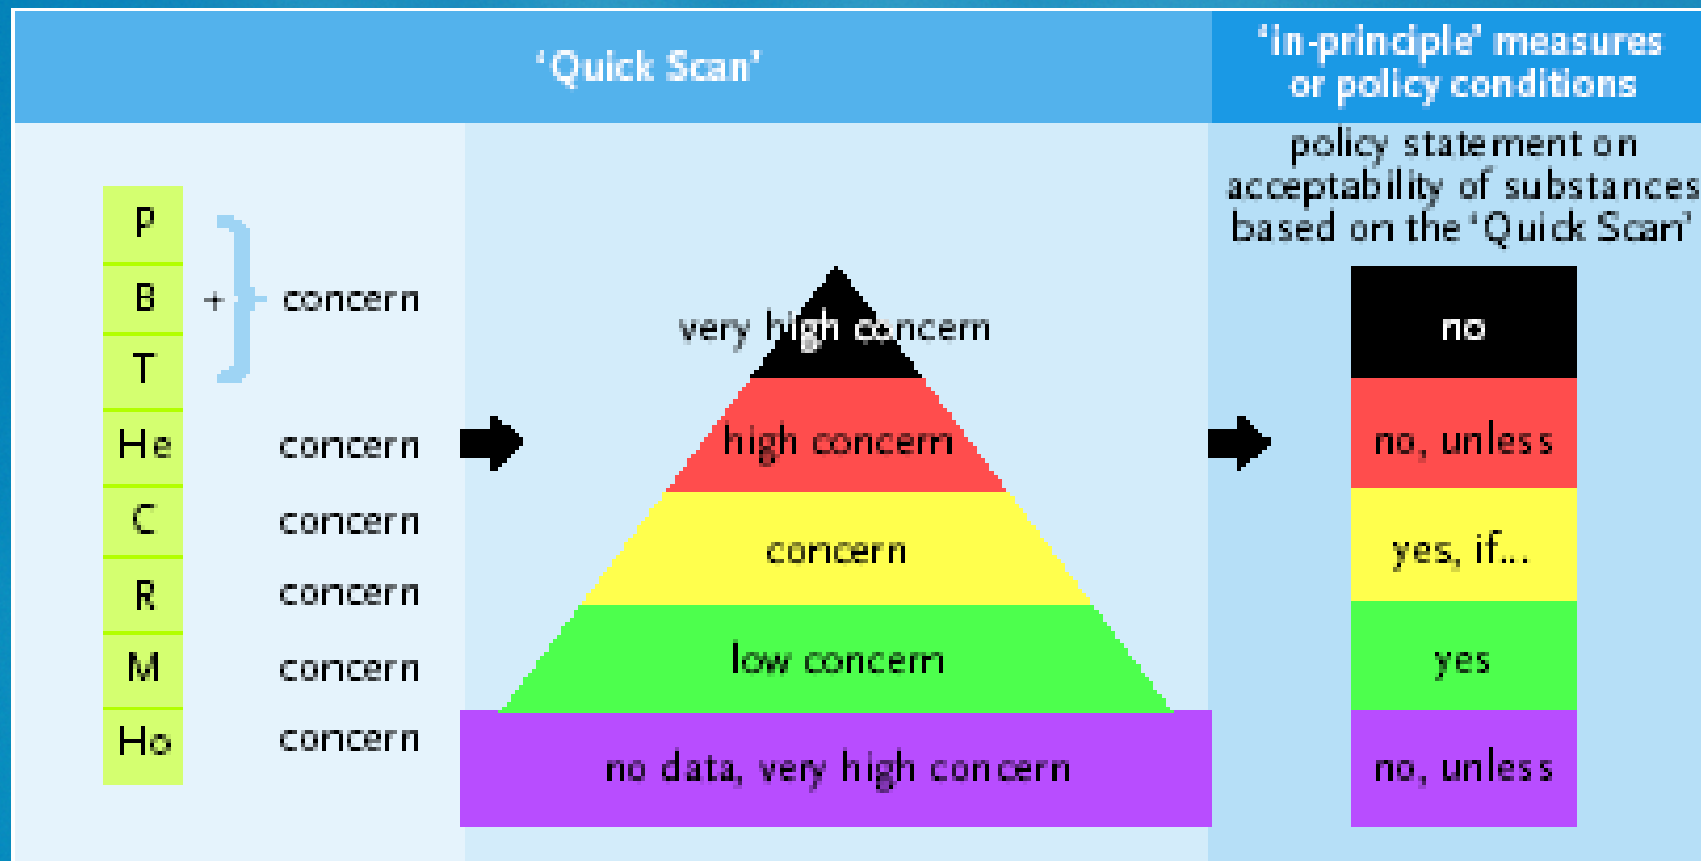 'Quick Scan'
'in-principle' measures
or policy conditions
policy statement on
acceptability of substances
based on the 'Quick Scan'
P
B + concern
T
He concern
C concern
R concern
M concern
Ho concern
very high concern
high concern
concern
low concern
no data, very high concern
no
no, unless
yes, if...
yes
no, unless